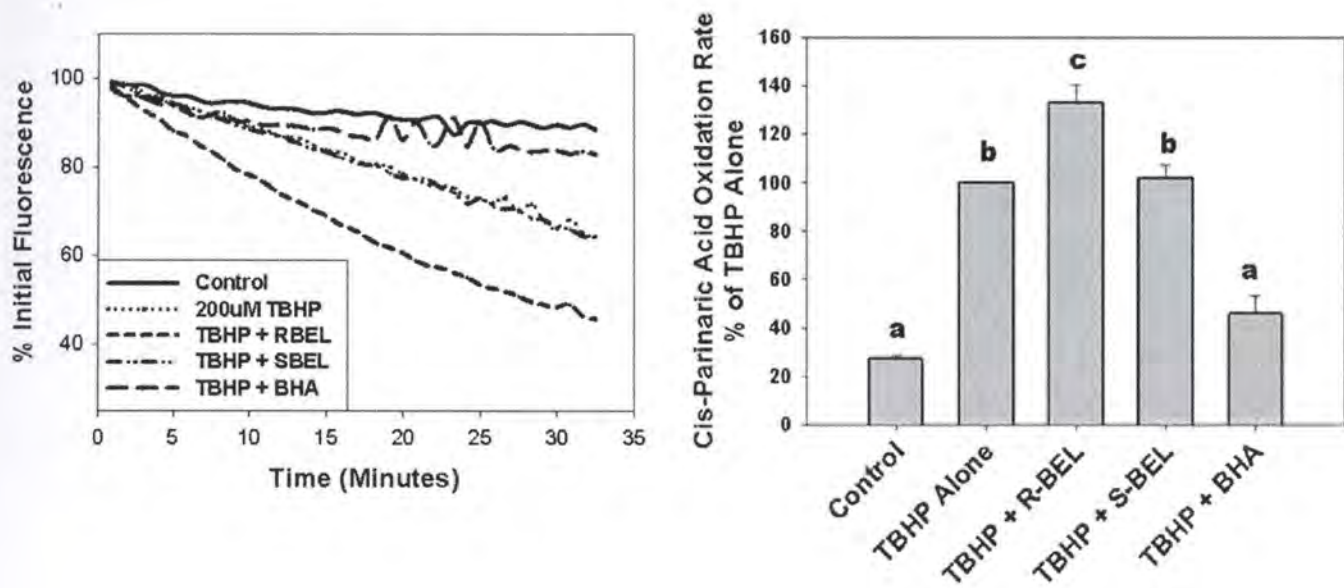 % Initial Fluorescence
100
80
60
40
Control
200uM TBHP
TBHP + RBEL
TBHP + SBEL
TBHP + BHA
0 5 10 15 20 25 30 35
Time (Minutes)
Cis-Parinaric Acid Oxidation Rate
% of TBHP Alone
160
140
120
100
80
60
40
20
0
a
b
c
b
a
Control
TBHP Alone
TBHP + R-BEL
TBHP + S-BEL
TBHP + BHA